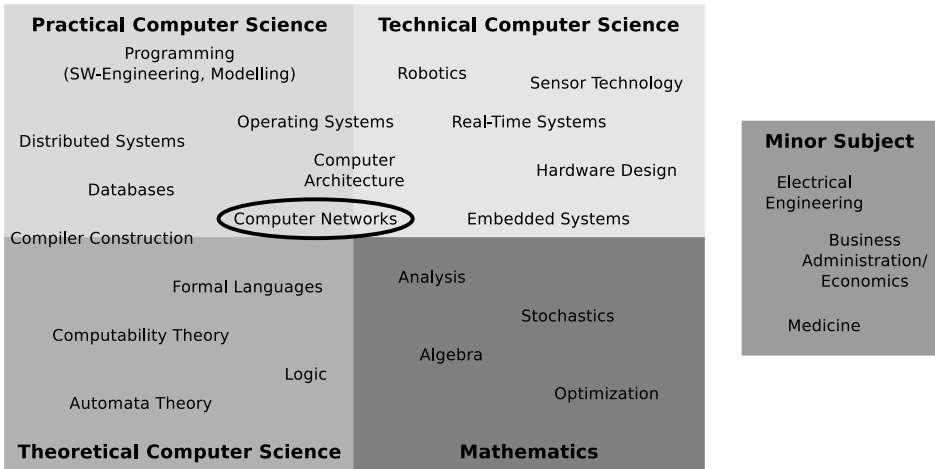 Practical Computer Science
Technical Computer Science
Programming
(SW-Engineering, Modelling)
Robotics
Sensor Technology
Operating Systems
Real-Time Systems
Distributed Systems
Computer
Architecture
Hardware Design
Databases
Computer Networks
Embedded Systems
Compiler Construction
Formal Languages
Analysis
Stochastics
Computability Theory
Algebra
Logic
Optimization
Automata Theory
Theoretical Computer Science
Mathematics
Minor Subject
Electrical
Engineering
Business
Administration/
Economics
Medicine